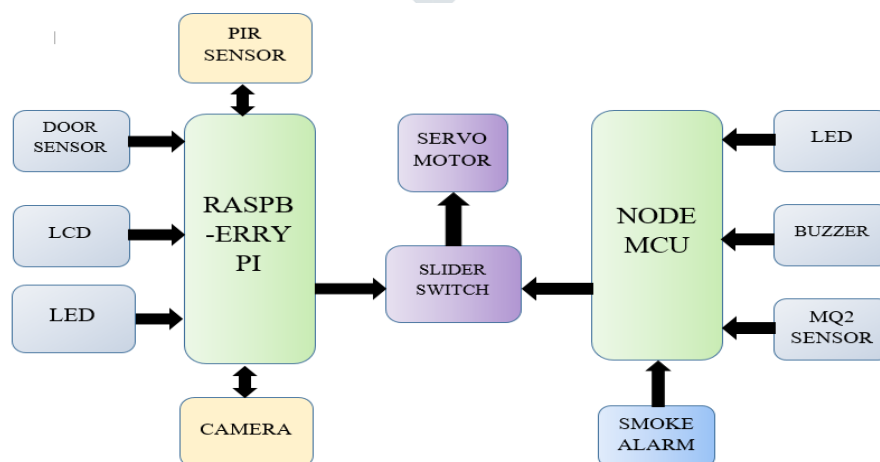 PIR
SENSOR
DOOR
SENSOR
LCD
LED
RASPB
-ERRY
PI
CAMERA
SERVO
MOTOR
SLIDER
SWITCH
NODE
MCU
LED
BUZZER
MQ2
SENSOR
SMOKE
ALARM